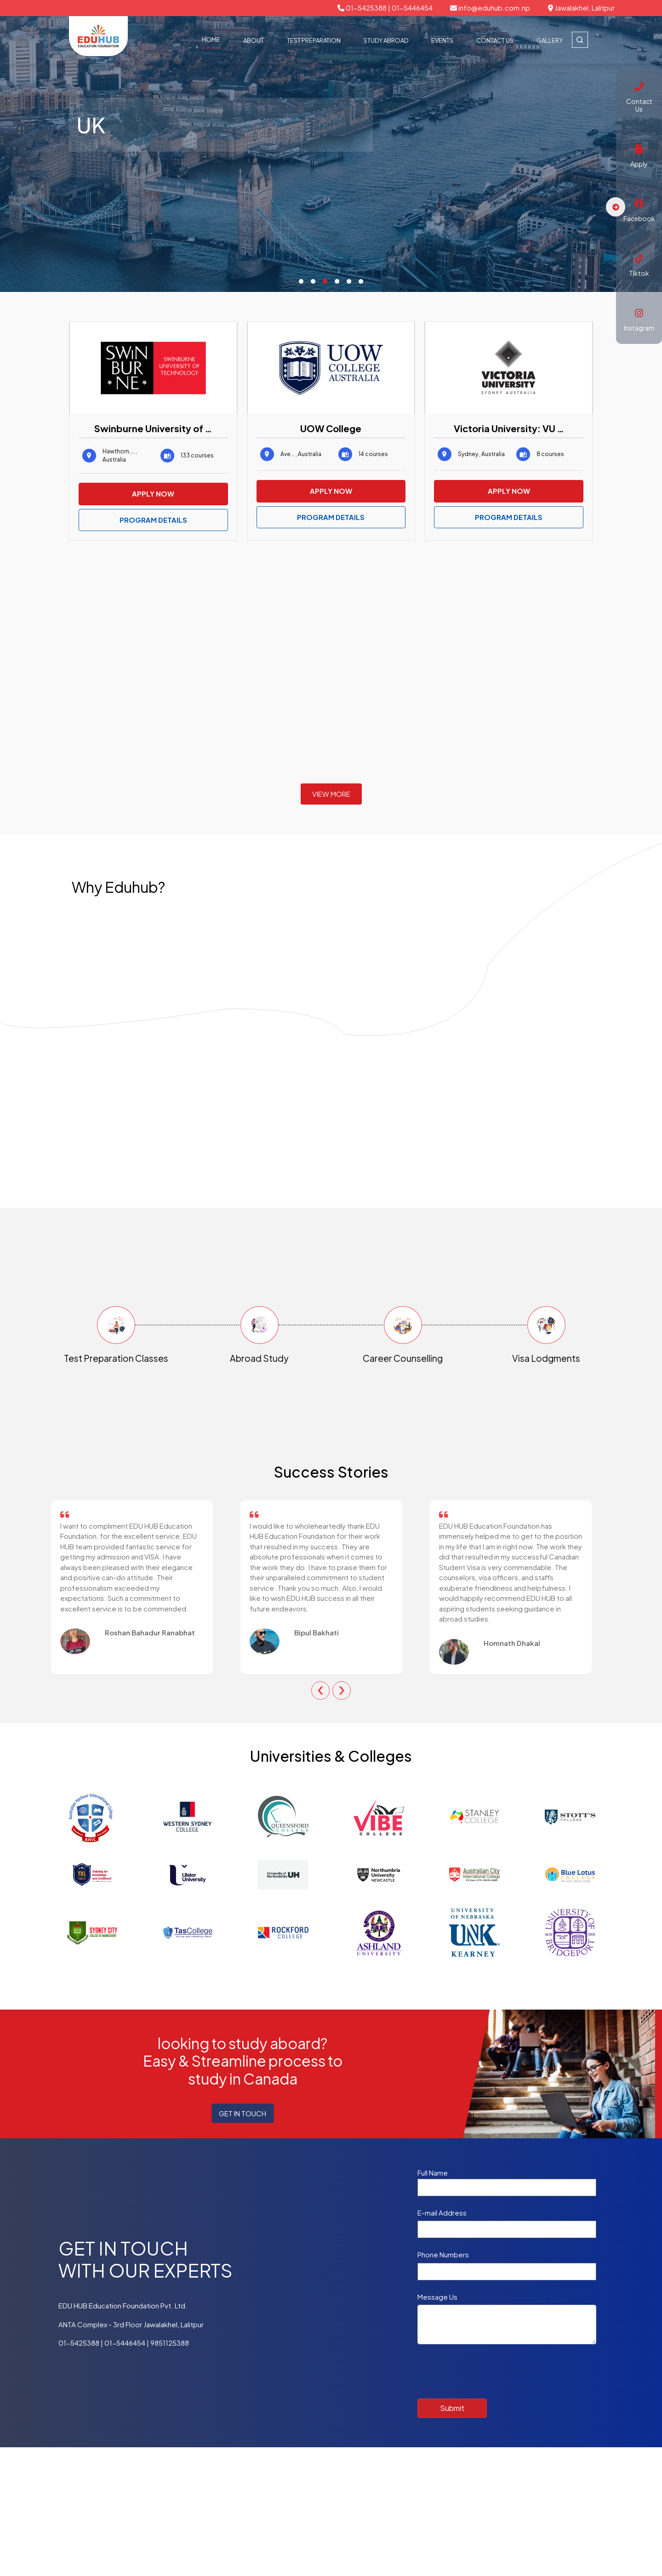 01-5425388 | 01-5446454 info@eduhub.com.np Jawalakhel, Lalitpur
EDUHUB
EDUCATION FOUNDATION
HOME ABOUT TEST PREPARATION STUDY ABROAD EVENTS CONTACT US GALLERY
UK
Contact
Us
Apply
Facebook
Tiktok
Instagram
SWIN
BUR
NE
SWINBURNE
UNIVERSITY OF
TECHNOLOGY
Swinburne University of ...
Hawthorn, , ,
Australia
133 courses
APPLY NOW
PROGRAM DETAILS
UOW
COLLEGE
AUSTRALIA
UOW College
Ave ,, ,Australia
14 courses
APPLY NOW
PROGRAM DETAILS
VICTORIA
UNIVERSITY
SYDNEY AUSTRALIA
Victoria University: VU ...
Sydney, Australia
8 courses
APPLY NOW
PROGRAM DETAILS
VIEW MORE
Why Eduhub?
Test Preparation Classes
Abroad Study
Career Counselling
Visa Lodgments
Success Stories
I want to compliment EDU HUB Education
Foundation, for the excellent service, EDU
HUB team provided fantastic service for
getting my admission and VISA. I have
always been pleased with their elegance
and positive can-do attitude. Their
professionalism exceeded my
expectations. Such a commitment to
excellent service is to be commended.
Roshan Bahadur Ranabhat
I would like to wholeheartedly thank EDU
HUB Education Foundation for their work
that resulted in my success. They are
absolute professionals when it comes to
the work they do. I have to praise them for
their unparalleled commitment to student
service. Thank you so much. Also, I would
like to wish EDU HUB success in all their
future endeavors.
Bipul Bakhati
EDU HUB Education Foundation has
immensely helped me to get to the position
in my life that I am in right now. The work they
did that resulted in my successful Canadian
Student Visa is very commendable. The
counselors, visa officers, and staffs
exuberate friendliness and helpfulness. I
would happily recommend EDU HUB to all
aspiring students seeking guidance in
abroad studies.
Homnath Dhakal
Universities & Colleges
AHIC
WESTERN SYDNEY
COLLEGE
QUEENSFORD
COLLEGE
VIBE
COLLEGE
STANLEY
COLLEGE
STOTT'S
COLLEGE
Ulster
University
University of
Northumbria
UH
Northumbria
University
NEWCASTLE
Australian City
International College
Blue Lotus
COLLEGE
SYDNEY CITY
COLLEGE OF MANAGEMENT
TasCollege
ROCKFORD
COLLEGE
ASHLAND
UNIVERSITY
UNIVERSITY
OF NEBRASKA
UNK
KEARNEY
UNIVERSITY OF
BRIDGEPORT
looking to study aboard?
Easy & Streamline process to
study in Canada
GET IN TOUCH
GET IN TOUCH
WITH OUR EXPERTS
EDU HUB Education Foundation Pvt. Ltd.
ANTA Complex - 3rd Floor Jawalakhel, Lalitpur
01-5425388 | 01-5446454 | 9851125388
Full Name
E-mail Address
Phone Numbers
Message Us
Submit